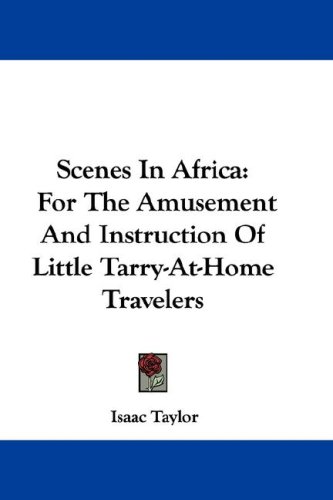 Scenes In Africa:
For The Amusement
And Instruction Of
Little Tarry-At-Home
Travelers
Isaac Taylor